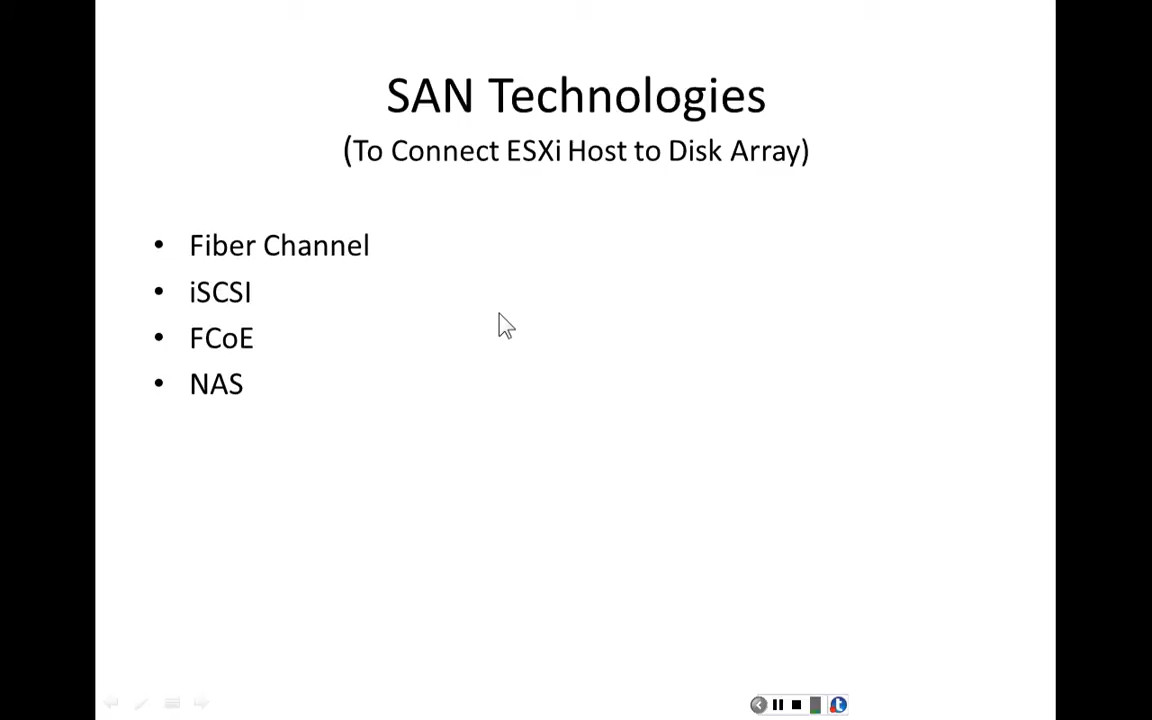 SAN Technologies
(To Connect ESXi Host to Disk Array)
• Fiber Channel
• iSCSI
• FCoE
• NAS